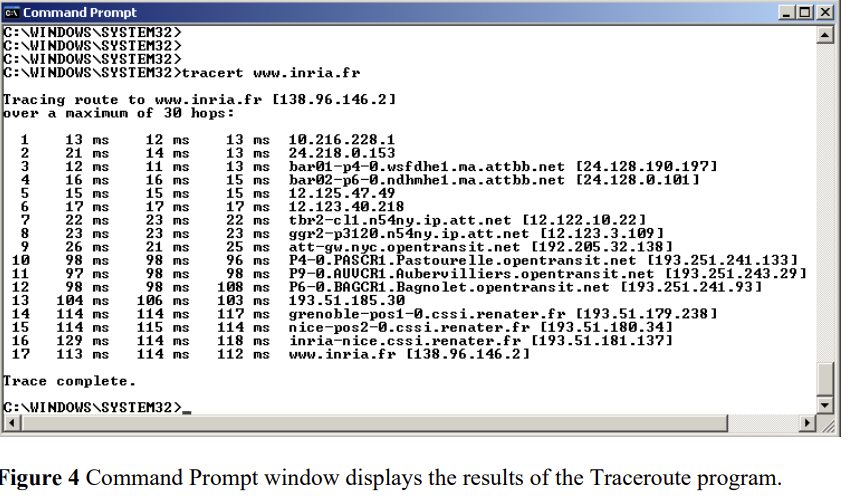 Command Prompt
C:\WINDOWS\SYSTEM32>
C:\WINDOWS\SYSTEM32>
C:\WINDOWS\SYSTEM32>
C:\WINDOWS\SYSTEM32>tracert www.inria.fr
Tracing route to www.inria.fr [138.96.146.2]
over a maximum of 30 hops:
1 13 ms 12 ms 13 ms 10.216.228.1
2 21 ms 14 ms 13 ms 24.218.0.153
3 12 ms 11 ms 13 ms bar01-p4-0.wsfdhe1.ma.attbb.net [24.128.190.197]
4 16 ms 16 ms 15 ms bar02-p6-0.ndhmhe1.ma.attbb.net [24.128.0.101]
5 15 ms 15 ms 15 ms 12.125.47.49
6 17 ms 17 ms 17 ms 12.123.40.218
7 22 ms 23 ms 22 ms tbr2-cl1.n54ny.ip.att.net [12.122.10.22]
8 23 ms 23 ms 23 ms ggr2-p3120.n54ny.ip.att.net [12.123.3.109]
9 26 ms 21 ms 25 ms att-gw.nyc.opentransit.net [192.205.32.138]
10 98 ms 98 ms 96 ms P4-0.PASCR1.Pastourelle.opentransit.net [193.251.241.133]
11 97 ms 98 ms 98 ms P9-0.AUVCR1.Aubervilliers.opentransit.net [193.251.243.29]
12 98 ms 98 ms 108 ms P6-0.BAGCR1.Bagnolet.opentransit.net [193.251.241.93]
13 104 ms 106 ms 103 ms 193.51.185.30
14 114 ms 114 ms 117 ms grenoble-pos1-0.cssi.renater.fr [193.51.179.238]
15 114 ms 115 ms 114 ms nice-pos2-0.cssi.renater.fr [193.51.180.34]
16 129 ms 114 ms 118 ms inria-nice.cssi.renater.fr [193.51.181.137]
17 113 ms 114 ms 112 ms www.inria.fr [138.96.146.2]
Trace complete.
C:\WINDOWS\SYSTEM32>_
Figure 4 Command Prompt window displays the results of the Traceroute program.